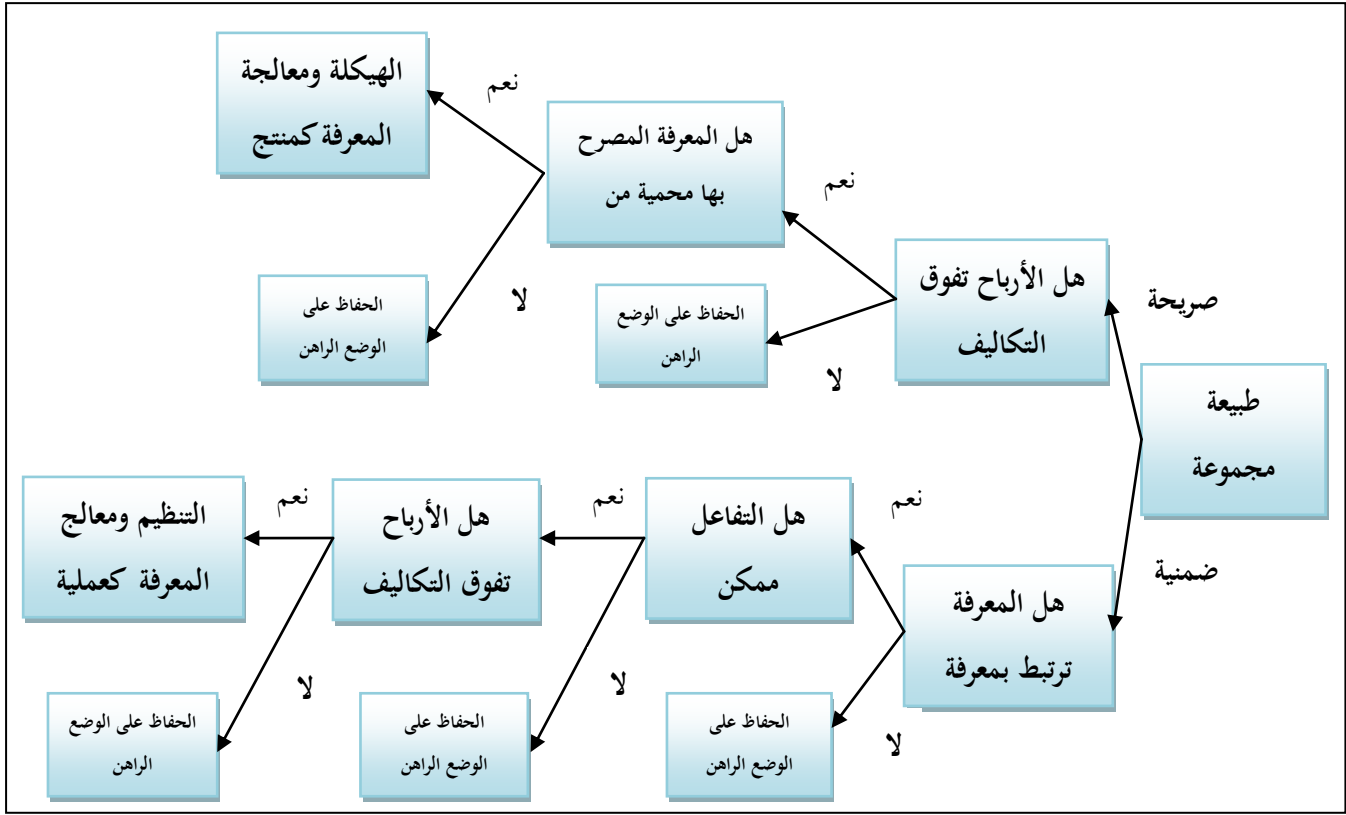 طبيعة
مجموعة
صريحة
هل الأرباح تفوق
التكاليف
نعم
هل المعرفة المصرح
بها محمية من
نعم
الهيكلة ومعالجة
المعرفة كمنتج
لا
الحفاظ على
الوضع الراهن
لا
الحفاظ على الوضع
الراهن
ضمنية
هل المعرفة
ترتبط بمعرفة
نعم
هل التفاعل
ممكن
نعم
هل الأرباح
تفوق التكاليف
نعم
التنظيم ومعالج
المعرفة كعملية
لا
الحفاظ على
الوضع الراهن
لا
الحفاظ على
الوضع الراهن
لا
الحفاظ على الوضع
الراهن